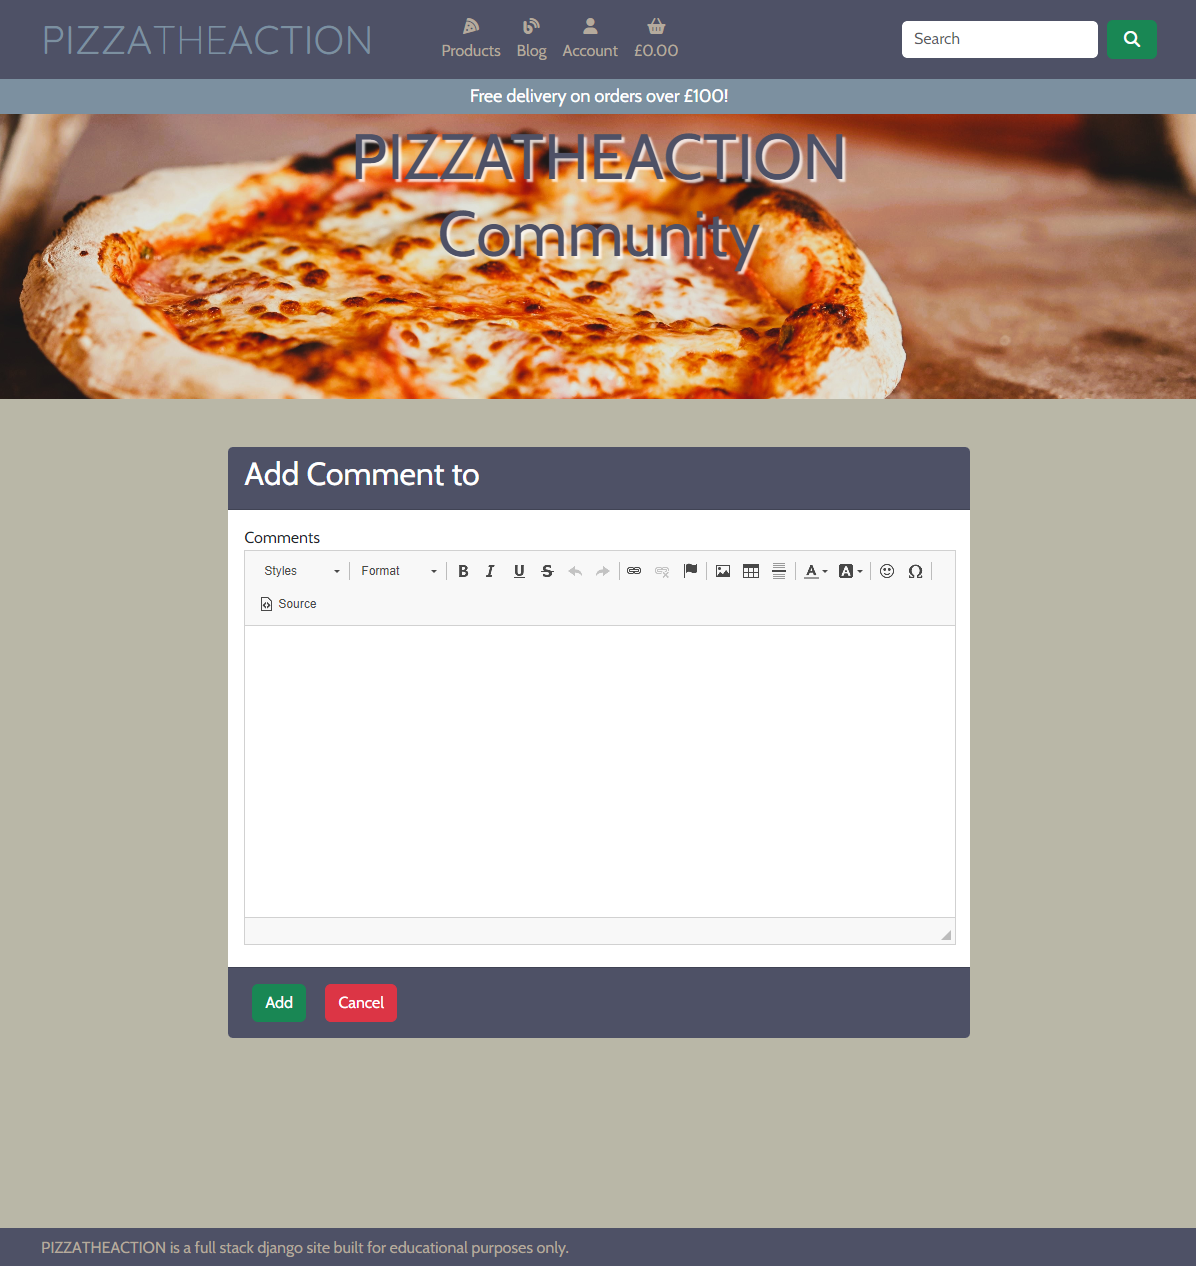 PIZZATHEACTION
Products Blog Account £0.00
Search
Free delivery on orders over £100!
PIZZATHEACTION
Community
Add Comment to
Comments
Styles Format B I U S A A Ω
Source
Add Cancel
PIZZATHEACTION is a full stack django site built for educational purposes only.